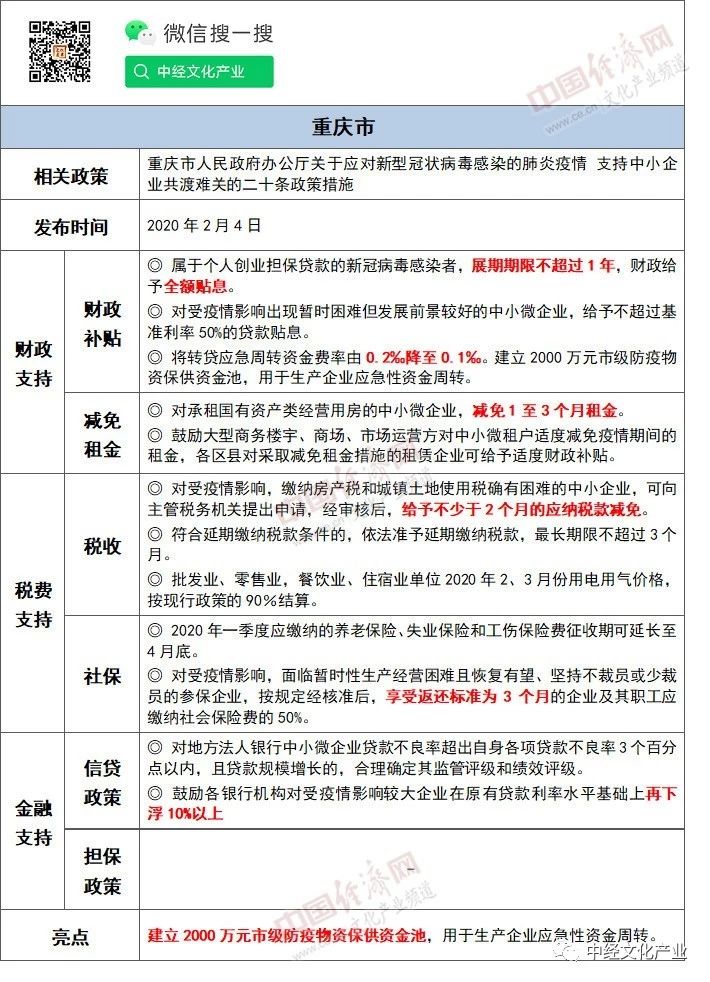 微信搜一搜
中经文化产业
中国经济网
www.ce.cn 文化产业频道
重庆市
相关政策
重庆市人民政府办公厅关于应对新型冠状病毒感染的肺炎疫情 支持中小企
业共渡难关的二十条政策措施
发布时间
2020 年 2 月 4 日
财政
支持
财政
补贴
◎ 属于个人创业担保贷款的新冠病毒感染者，展期期限不超过 1 年，财政给
予全额贴息。
◎ 对受疫情影响出现暂时困难但发展前景较好的中小微企业，给予不超过基
准利率 50%的贷款贴息。
◎ 将转贷应急周转资金费率由 0.2‰降至 0.1‰。建立 2000 万元市级防疫物
资保供资金池，用于生产企业应急性资金周转。
减免
租金
◎ 对承租国有资产类经营用房的中小微企业，减免 1 至 3 个月租金。
◎ 鼓励大型商务楼宇、商场、市场运营方对中小微租户适度减免疫情期间的
租金，各区县对采取减免租金措施的租赁企业可给予适度财政补贴。
税费
支持
税收
◎ 对受疫情影响，缴纳房产税和城镇土地使用税确有困难的中小企业，可向
主管税务机关提出申请，经审核后，给予不少于 2 个月的应纳税款减免。
◎ 符合延期缴纳税款条件的，依法准予延期缴纳税款，最长期限不超过 3 个
月。
◎ 批发业、零售业，餐饮业、住宿业单位 2020 年 2、3 月份用电用气价格，
按现行政策的 90%结算。
中国经济网
www.ce.cn 文化产业频道
社保
◎ 2020 年一季度应缴纳的养老保险、失业保险和工伤保险费征收期可延长至
4 月底。
◎ 对受疫情影响，面临暂时性生产经营困难且恢复有望、坚持不裁员或少裁
员的参保企业，按规定经核准后，享受返还标准为 3 个月的企业及其职工应
缴纳社会保险费的 50%。
金融
支持
信贷
政策
◎ 对地方法人银行中小微企业贷款不良率超出自身各项贷款不良率 3 个百分
点以内，且贷款规模增长的，合理确定其监管评级和绩效评级。
◎ 鼓励各银行机构对受疫情影响较大企业在原有贷款利率水平基础上再下
浮 10%以上
担保
政策
–
中国经济网
www.ce.cn 文化产业频道
亮点
建立 2000 万元市级防疫物资保供资金池，用于生产企业应急性资金周转。
中经文化产业